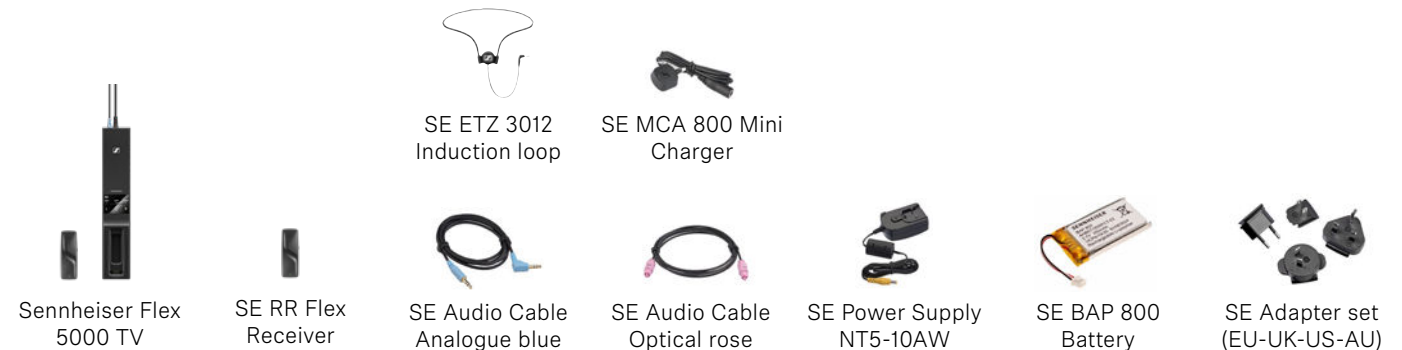 SE ETZ 3012
Induction loop
SE MCA 800 Mini
Charger
Sennheiser Flex
5000 TV
SE RR Flex
Receiver
SE Audio Cable
Analogue blue
SE Audio Cable
Optical rose
SE Power Supply
NT5-10AW
SENNHEISER
SE BAP 800
Battery
SE Adapter set
(EU-UK-US-AU)